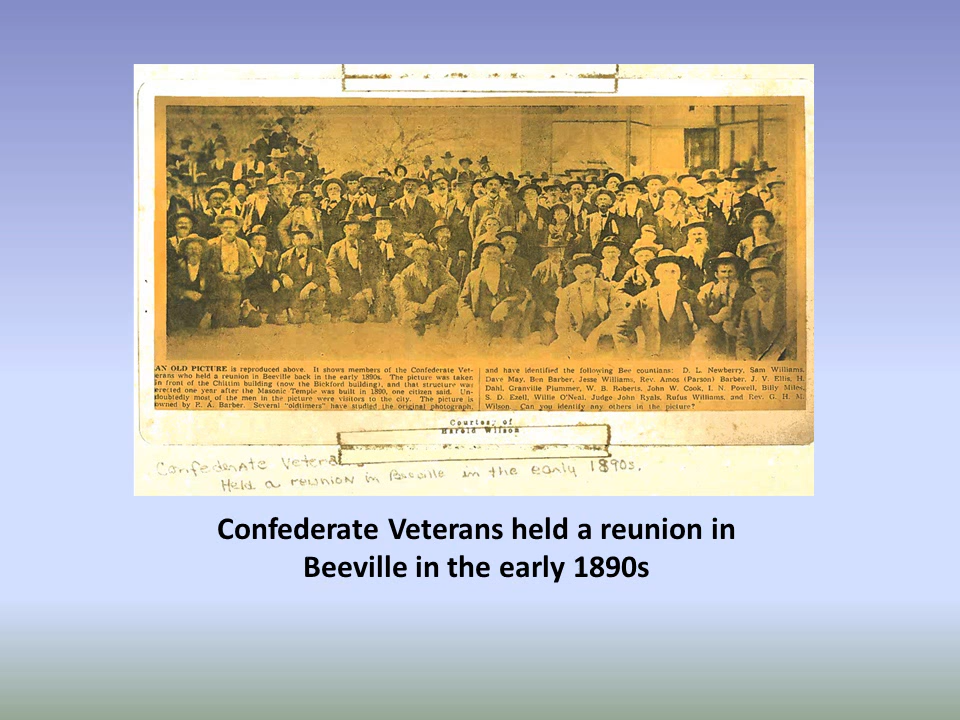 AN OLD PICTURE is reproduced above. It shows members of the Confederate Vet-
erans who held a reunion in Beeville back in the early 1890s. The picture was taken
in front of the Chittim building (now the Bickford building), and that structure was
erected one year after the Masonic Temple was built in 1890, one citizen said. Un-
doubtedly most of the men in the picture were visitors to the city. The picture is
owned by R. A. Barber. Several "oldtimers" have studied the original photograph,
and have identified the following Bee countians: D. L. Newberry, Sam Williams,
Dave May, Ben Barber, Jesse Williams, Rev. Amos (Parson) Barber, J. V. Ellis, H.
Dahl, Granville Plummer, W. B. Roberts, John W. Cook, I. N. Powell, Billy Miles,
S. D. Ezell, Willie O'Neal, Judge John Ryals, Rufus Williams, and Rev. G. H. M.
Wilson. Can you identify any others in the picture?
Courtesy of
Harold Wilson
Confederate Vetera
Held a reunion in Beeville in the early 1890s.
Confederate Veterans held a reunion in
Beeville in the early 1890s